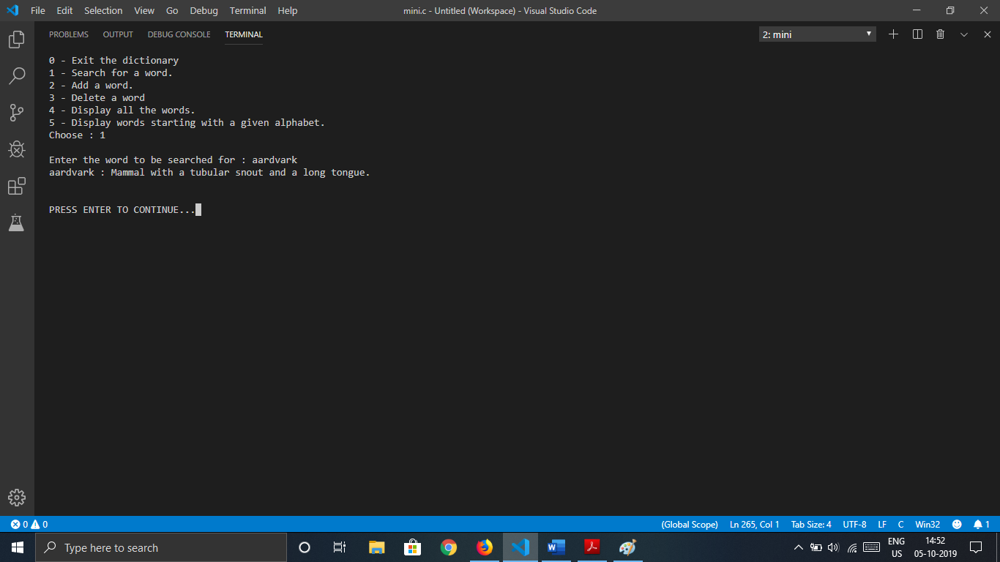 File Edit Selection View Go Debug Terminal Help
mini.c - Untitled (Workspace) - Visual Studio Code
PROBLEMS OUTPUT DEBUG CONSOLE TERMINAL
2: mini
0 - Exit the dictionary
1 - Search for a word.
2 - Add a word.
3 - Delete a word
4 - Display all the words.
5 - Display words starting with a given alphabet.
Choose : 1
Enter the word to be searched for : aardvark
aardvark : Mammal with a tubular snout and a long tongue.
PRESS ENTER TO CONTINUE...
0 0 (Global Scope) Ln 265, Col 1 Tab Size: 4 UTF-8 LF C Win32 1
Type here to search
ENG
US
14:52
05-10-2019